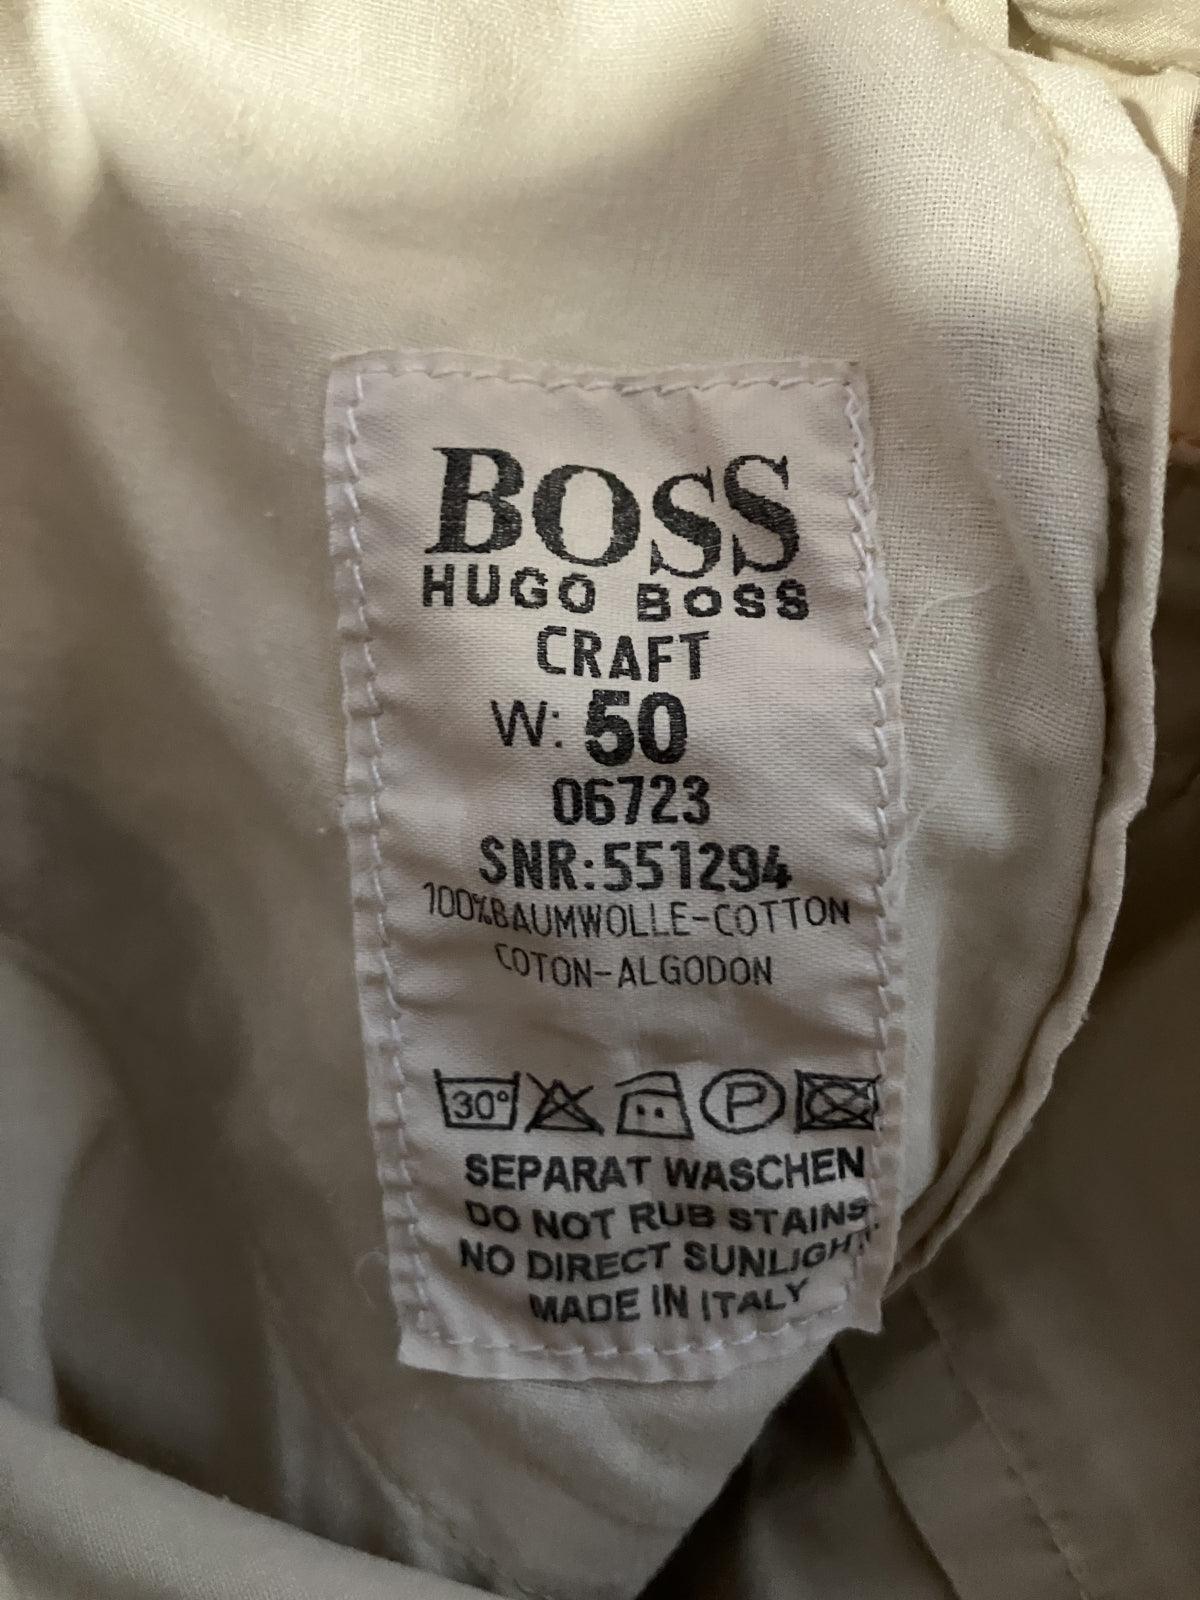 BOSS
HUGO BOSS
CRAFT
W: 50
06723
SNR:551294
100%BAUMWOLLE-COTTON
COTON-ALGODON
30° P
SEPARAT WASCHEN
DO NOT RUB STAINS.
NO DIRECT SUNLIGHT.
MADE IN ITALY